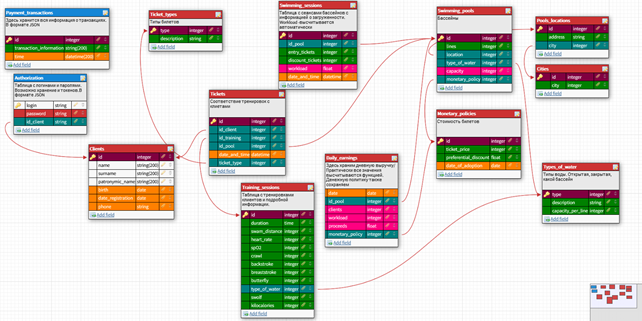 Payment_transactions
Здесь хранится вся информация о транзакциях.
В формате JSON
id integer
transaction_information string(200)
time datetime(200)
Add field
Authorisation
Таблица с логинами и паролями.
Возможно хранение и токенов. В
формате JSON
login string
password string
id_client string
Add field
Clients
id integer
name string(200)
surname string(200)
patronymic_name string(200)
birth date
date_registration date
phone string
Add field
Ticket_types
Типы билетов
type integer
description string
Add field
Tickets
Соответствие тренировок с
клиентами.
id integer
id_client integer
id_training integer
id_pool integer
date_and_time datetime
ticket_type integer
Add field
Training_sessions
Таблица с тренировками
клиентов и подробной
информации.
id integer
duration time
swam_distance integer
heart_rate integer
spO2 integer
crawl integer
backstroke integer
breaststroke integer
butterfly integer
type_of_water integer
swolf integer
kilocalories integer
Add field
Swimming_sessions
Таблица с сеансами бассейнов с
информацией о загруженности.
Workload высчитывается
автоматически
id integer
id_pool integer
entry_tickets integer
discount_tickets integer
workload float
date_and_time datetime
Add field
Daily_earnings
Здесь храним дневную выручку.
Практически все значения
высчитываются функцией.
Денежную политику также
сохраняем
date date
id_pool integer
clients integer
workload integer
proceeds float
monetary_policy integer
Add field
Swimming_pools
Бассейны
id integer
lines integer
location integer
type_of_water integer
capacity integer
monetary_policy integer
Add field
Monetary_policies
Стоимость билетов
id integer
ticket_price integer
preferential_discount float
date_of_adoption date
Add field
Pools_locations
id integer
address string
city integer
Add field
Cities
id integer
city integer
Add field
Types_of_water
Типы воды. Открытая, закрытая,
какой бассейн
type integer
description string
capacity_per_line integer
Add field